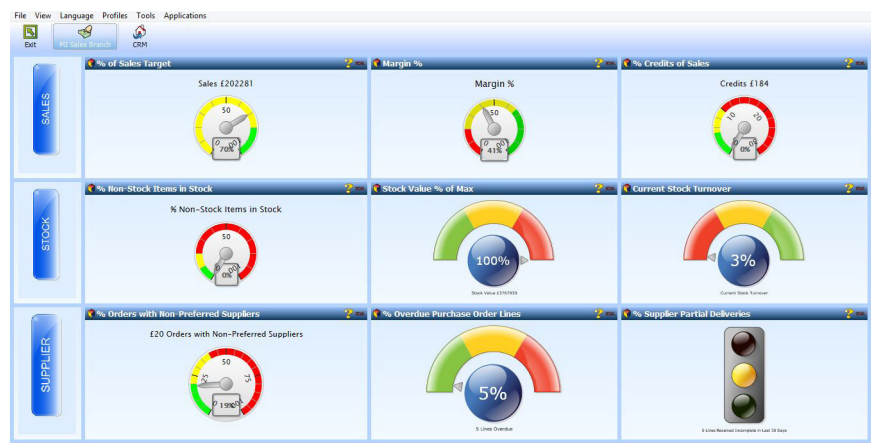 File View Language Profiles Tools Applications
Exit MI Sales Branch CRM
SALES
% of Sales Target
Sales £202281
50
70%
Margin %
Margin %
50
41%
% Credits of Sales
Credits £184
10 20
0%
STOCK
% Non-Stock Items in Stock
% Non-Stock Items in Stock
50
0%
Stock Value % of Max
100%
Current Stock Turnover
3%
Current Stock Turnover
SUPPLIER
% Orders with Non-Preferred Suppliers
£20 Orders with Non-Preferred Suppliers
50
25 75
19%
% Overdue Purchase Order Lines
5%
5 Lines Overdue
% Supplier Partial Deliveries